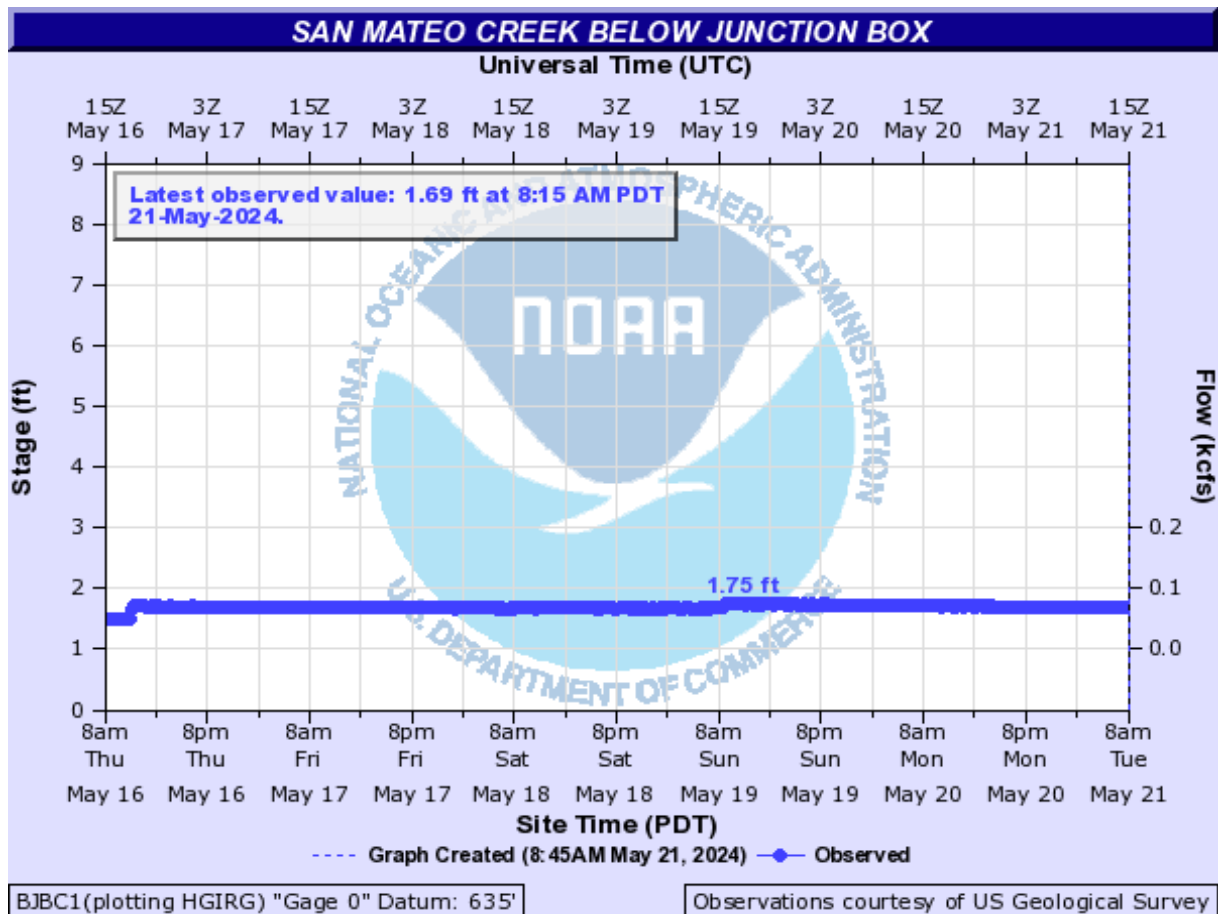 SAN MATEO CREEK BELOW JUNCTION BOX
Universal Time (UTC)
15Z 3Z 15Z 3Z 15Z 3Z 15Z 3Z 15Z 3Z 15Z
May 16 May 17 May 17 May 18 May 18 May 19 May 19 May 20 May 20 May 21 May 21
Latest observed value: 1.69 ft at 8:15 AM PDT
21-May-2024.
NATIONAL OCEANIC AND ATMOSPHERIC ADMINISTRATION
NOAA
U.S. DEPARTMENT OF COMMERCE
Stage (ft)
9
8
7
6
5
4
3
2
1
0
Flow (kcfs)
0.2
0.1
0.0
1.75 ft
8am 8pm 8am 8pm 8am 8pm 8am 8pm 8am 8pm 8am
Thu Thu Fri Fri Sat Sat Sun Sun Mon Mon Tue
May 16 May 16 May 17 May 17 May 18 May 18 May 19 May 19 May 20 May 20 May 21
Site Time (PDT)
Graph Created (8:45AM May 21, 2024) Observed
BJBC1(plotting HGIRG) "Gage 0" Datum: 635'
Observations courtesy of US Geological Survey